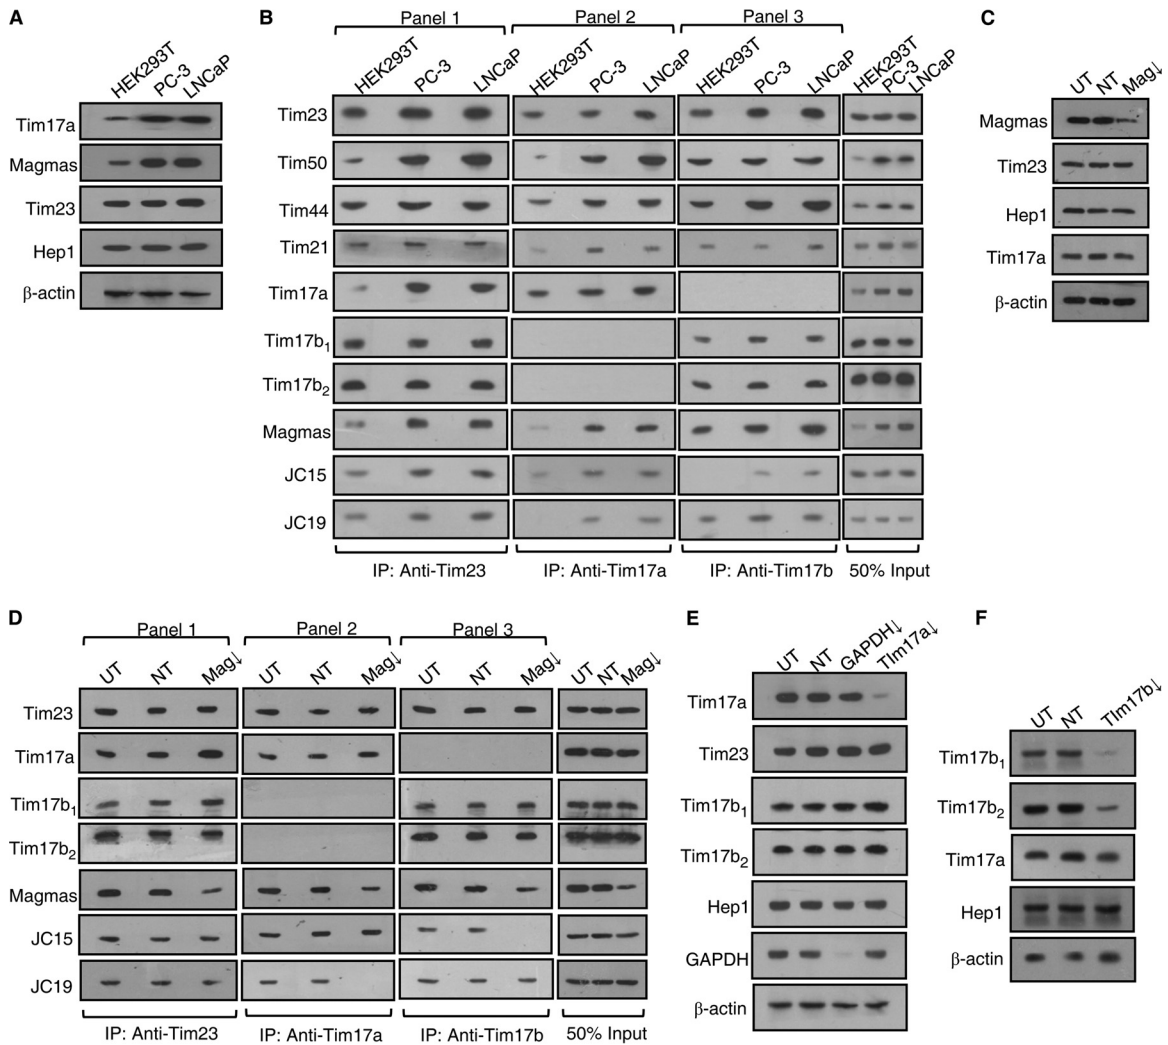 A
HEK293T
PC-3
LNCaP
Tim17a
Magmas
Tim23
Hep1
β-actin
B
Panel 1
Panel 2
Panel 3
HEK293T
PC-3
LNCaP
HEK293T
PC-3
LNCaP
HEK293T
PC-3
LNCaP
HEK293T
PC-3
LNCaP
Tim23
Tim50
Tim44
Tim21
Tim17a
Tim17b1
Tim17b2
Magmas
JC15
JC19
IP: Anti-Tim23
IP: Anti-Tim17a
IP: Anti-Tim17b
50% Input
C
UT
NT
Mag↓
Magmas
Tim23
Hep1
Tim17a
β-actin
D
Panel 1
Panel 2
Panel 3
UT
NT
Mag↓
UT
NT
Mag↓
UT
NT
Mag↓
UT
NT
Mag↓
Tim23
Tim17a
Tim17b1
Tim17b2
Magmas
JC15
JC19
IP: Anti-Tim23
IP: Anti-Tim17a
IP: Anti-Tim17b
50% Input
E
UT
NT
GAPDH↓
TIm17a↓
Tim17a
Tim23
Tim17b1
Tim17b2
Hep1
GAPDH
β-actin
F
UT
NT
TIm17b↓
Tim17b1
Tim17b2
Tim17a
Hep1
β-actin